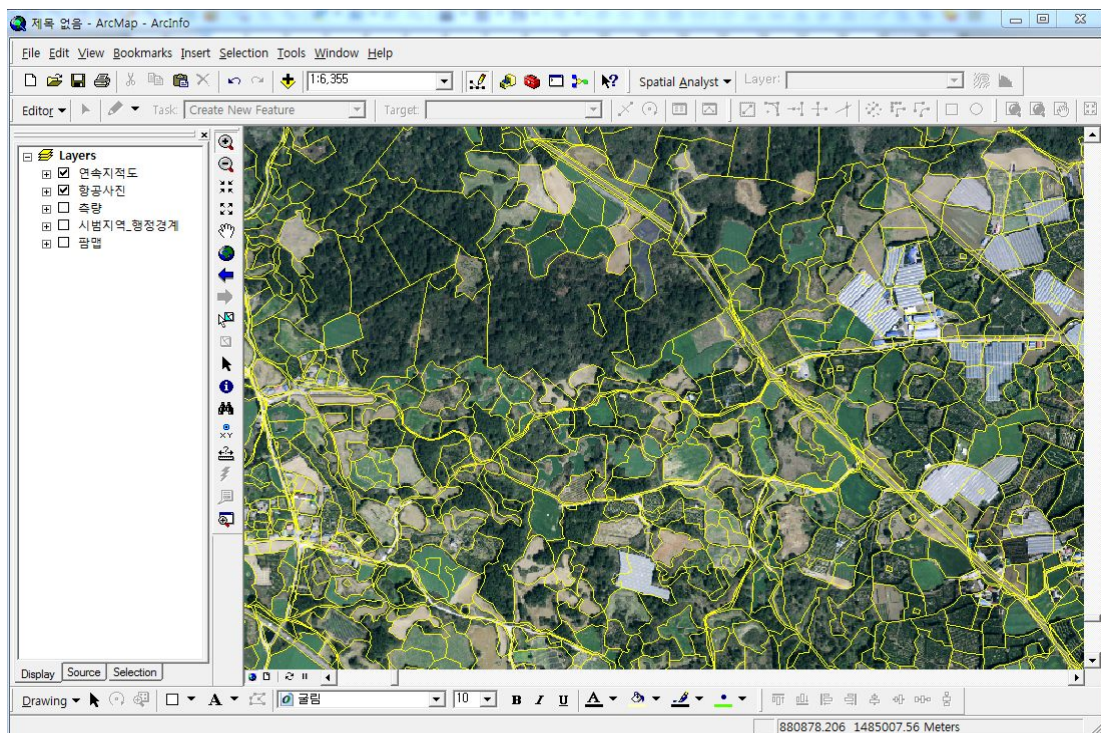 제목 없음 - ArcMap - ArcInfo
File Edit View Bookmarks Insert Selection Tools Window Help
1:6,355 Spatial Analyst Layer:
Editor Task: Create New Feature Target:
Layers
연속지적도
항공사진
측량
시범지역_행정경계
팜맵
XY
Display Source Selection
Drawing A 굴림 10 B I U A
880878.206 1485007.56 Meters